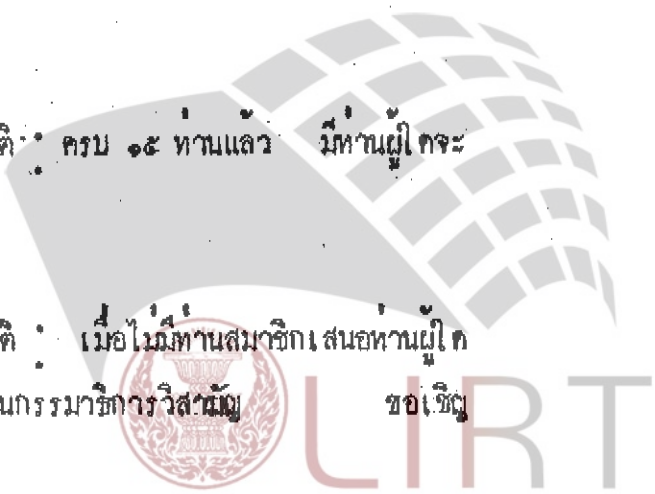 ติ : ครบ ๑๕ ท่านแล้ว มีท่านผู้ใดจะ
ติ : เมื่อไม่มีท่านสมาชิกเสนอท่านผู้ใด
นกรรมาธิการวิสามัญ ขอเชิญ
LIRT